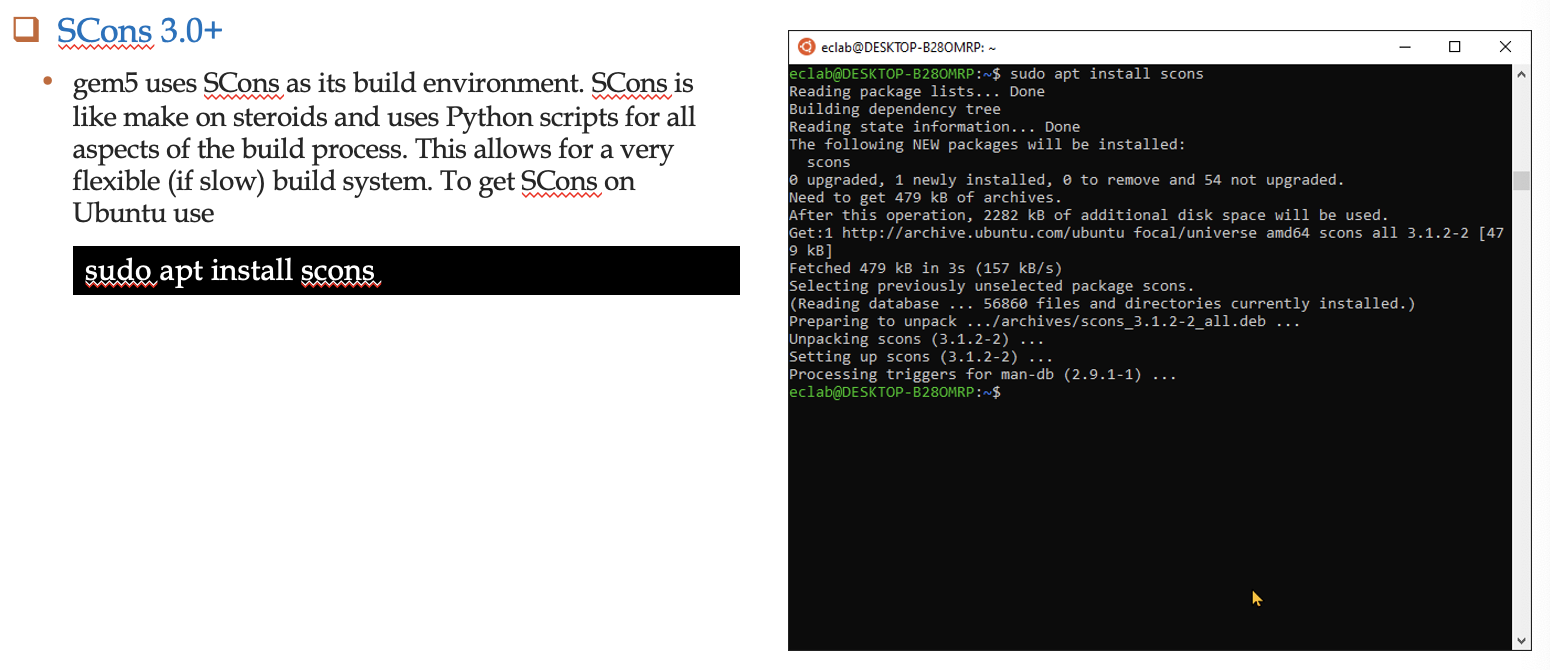 SCons 3.0+
• gem5 uses SCons as its build environment. SCons is
like make on steroids and uses Python scripts for all
aspects of the build process. This allows for a very
flexible (if slow) build system. To get SCons on
Ubuntu use
sudo apt install scons
eclab@DESKTOP-B28OMRP: ~
eclab@DESKTOP-B28OMRP:~$ sudo apt install scons
Reading package lists... Done
Building dependency tree
Reading state information... Done
The following NEW packages will be installed:
  scons
0 upgraded, 1 newly installed, 0 to remove and 54 not upgraded.
Need to get 479 kB of archives.
After this operation, 2282 kB of additional disk space will be used.
Get:1 http://archive.ubuntu.com/ubuntu focal/universe amd64 scons all 3.1.2-2 [47
9 kB]
Fetched 479 kB in 3s (157 kB/s)
Selecting previously unselected package scons.
(Reading database ... 56860 files and directories currently installed.)
Preparing to unpack .../archives/scons_3.1.2-2_all.deb ...
Unpacking scons (3.1.2-2) ...
Setting up scons (3.1.2-2) ...
Processing triggers for man-db (2.9.1-1) ...
eclab@DESKTOP-B28OMRP:~$